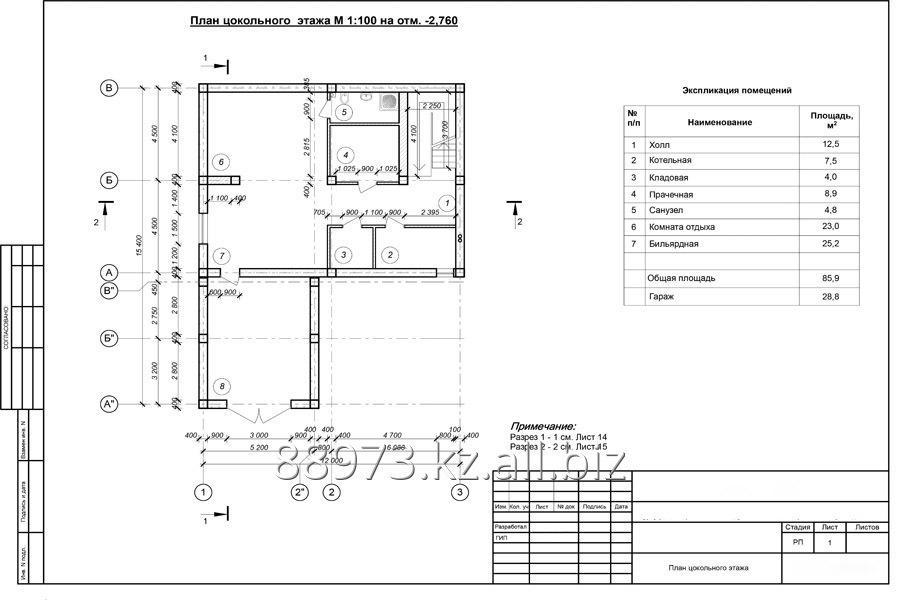 План цокольного этажа М 1:100 на отм. -2,760
1
В
Б
А
В"
Б"
А"
2
2
400
4 500
4 100
400
4 500
1 400
1 500
1 200
400
15 400
450
2 750
3 200
2 800
400
2 800
400
385
900
2 815
400
2 250
3 700
4 100
5
4
1 025 900 1 025
6
1 100 400
1
705 900 1 100 900 2 395
7
3
2
600 900
8
400 900 3 000 900 400 400 400 4 700 800 100 400
5 200 800
12 000
1
2"
2
3
1
88973.kz.all.biz
Экспликация помещений
№ п/п Наименование Площадь, м2
1 Холл 12,5
2 Котельная 7,5
3 Кладовая 4,0
4 Прачечная 8,9
5 Санузел 4,8
6 Комната отдыха 23,0
7 Бильярдная 25,2
Общая площадь 85,9
Гараж 28,8
Примечание:
Разрез 1 - 1 см. Лист 14
Разрез 2 - 2 см. Лист 15
Изм. Кол. уч Лист № док Подпись Дата
Разработал
ГИП
Стадия Лист Листов
РП 1
План цокольного этажа
СОГЛАСОВАНО:
Взамен инв. N
Подпись и дата
Инв. N подл.